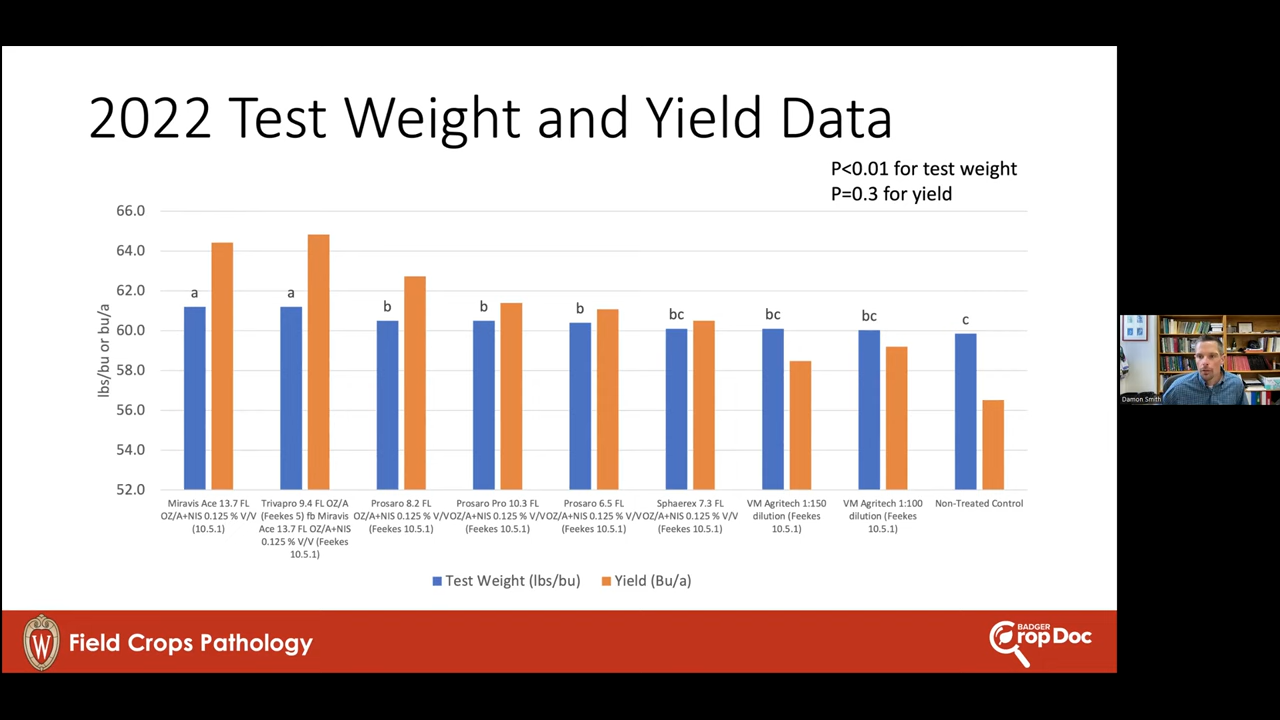 2022 Test Weight and Yield Data
P<0.01 for test weight
P=0.3 for yield
66.0
64.0
62.0
60.0
58.0
56.0
54.0
52.0
lbs/bu or bu/a
a
a
b
b
b
bc
bc
bc
c
Miravis Ace 13.7 FL
OZ/A+NIS 0.125 % V/V
(10.5.1)
Trivapro 9.4 FL OZ/A
(Feekes 5) fb Miravis
Ace 13.7 FL OZ/A+NIS
0.125 % V/V (Feekes
10.5.1)
Prosaro 8.2 FL
OZ/A+NIS 0.125 % V/V
(Feekes 10.5.1)
Prosaro Pro 10.3 FL
OZ/A+NIS 0.125 % V/V
(Feekes 10.5.1)
Prosaro 6.5 FL
OZ/A+NIS 0.125 % V/V
(Feekes 10.5.1)
Sphaerex 7.3 FL
OZ/A+NIS 0.125 % V/V
(Feekes 10.5.1)
VM Agritech 1:150
dilution (Feekes
10.5.1)
VM Agritech 1:100
dilution (Feekes
10.5.1)
Non-Treated Control
Test Weight (lbs/bu)
Yield (Bu/a)
W
Field Crops Pathology
BADGER
CropDoc
Damon Smith